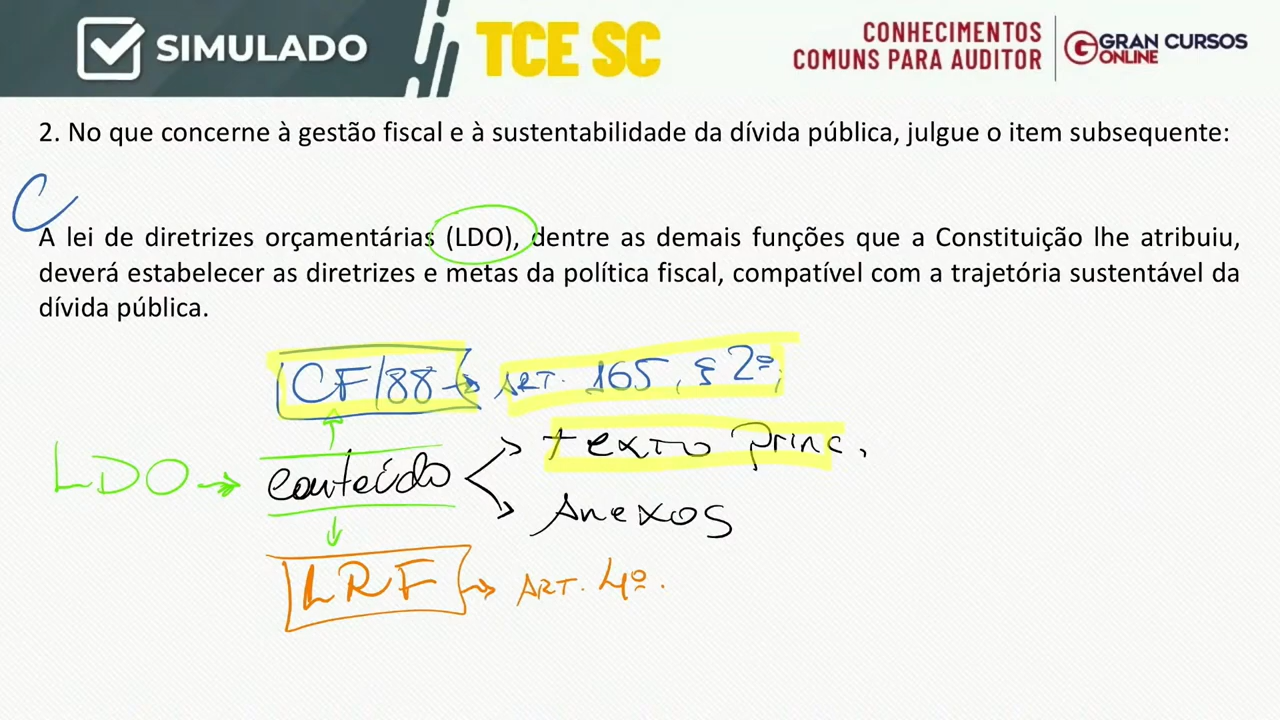 SIMULADO
TCE SC
CONHECIMENTOS
COMUNS PARA AUDITOR
GRAN CURSOS
ONLINE
2. No que concerne à gestão fiscal e à sustentabilidade da dívida pública, julgue o item subsequente:
C
A lei de diretrizes orçamentárias (LDO), dentre as demais funções que a Constituição lhe atribuiu,
deverá estabelecer as diretrizes e metas da política fiscal, compatível com a trajetória sustentável da
dívida pública.
CF/88 → ART. 165, § 2º,
LDO → conteúdo
texto princ.
Anexos
LRF → ART. 4º.